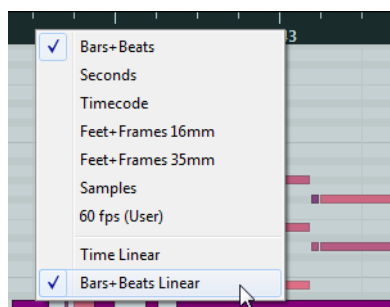 43
Bars+Beats
Seconds
Timecode
Feet+Frames 16mm
Feet+Frames 35mm
Samples
60 fps (User)
Time Linear
Bars+Beats Linear